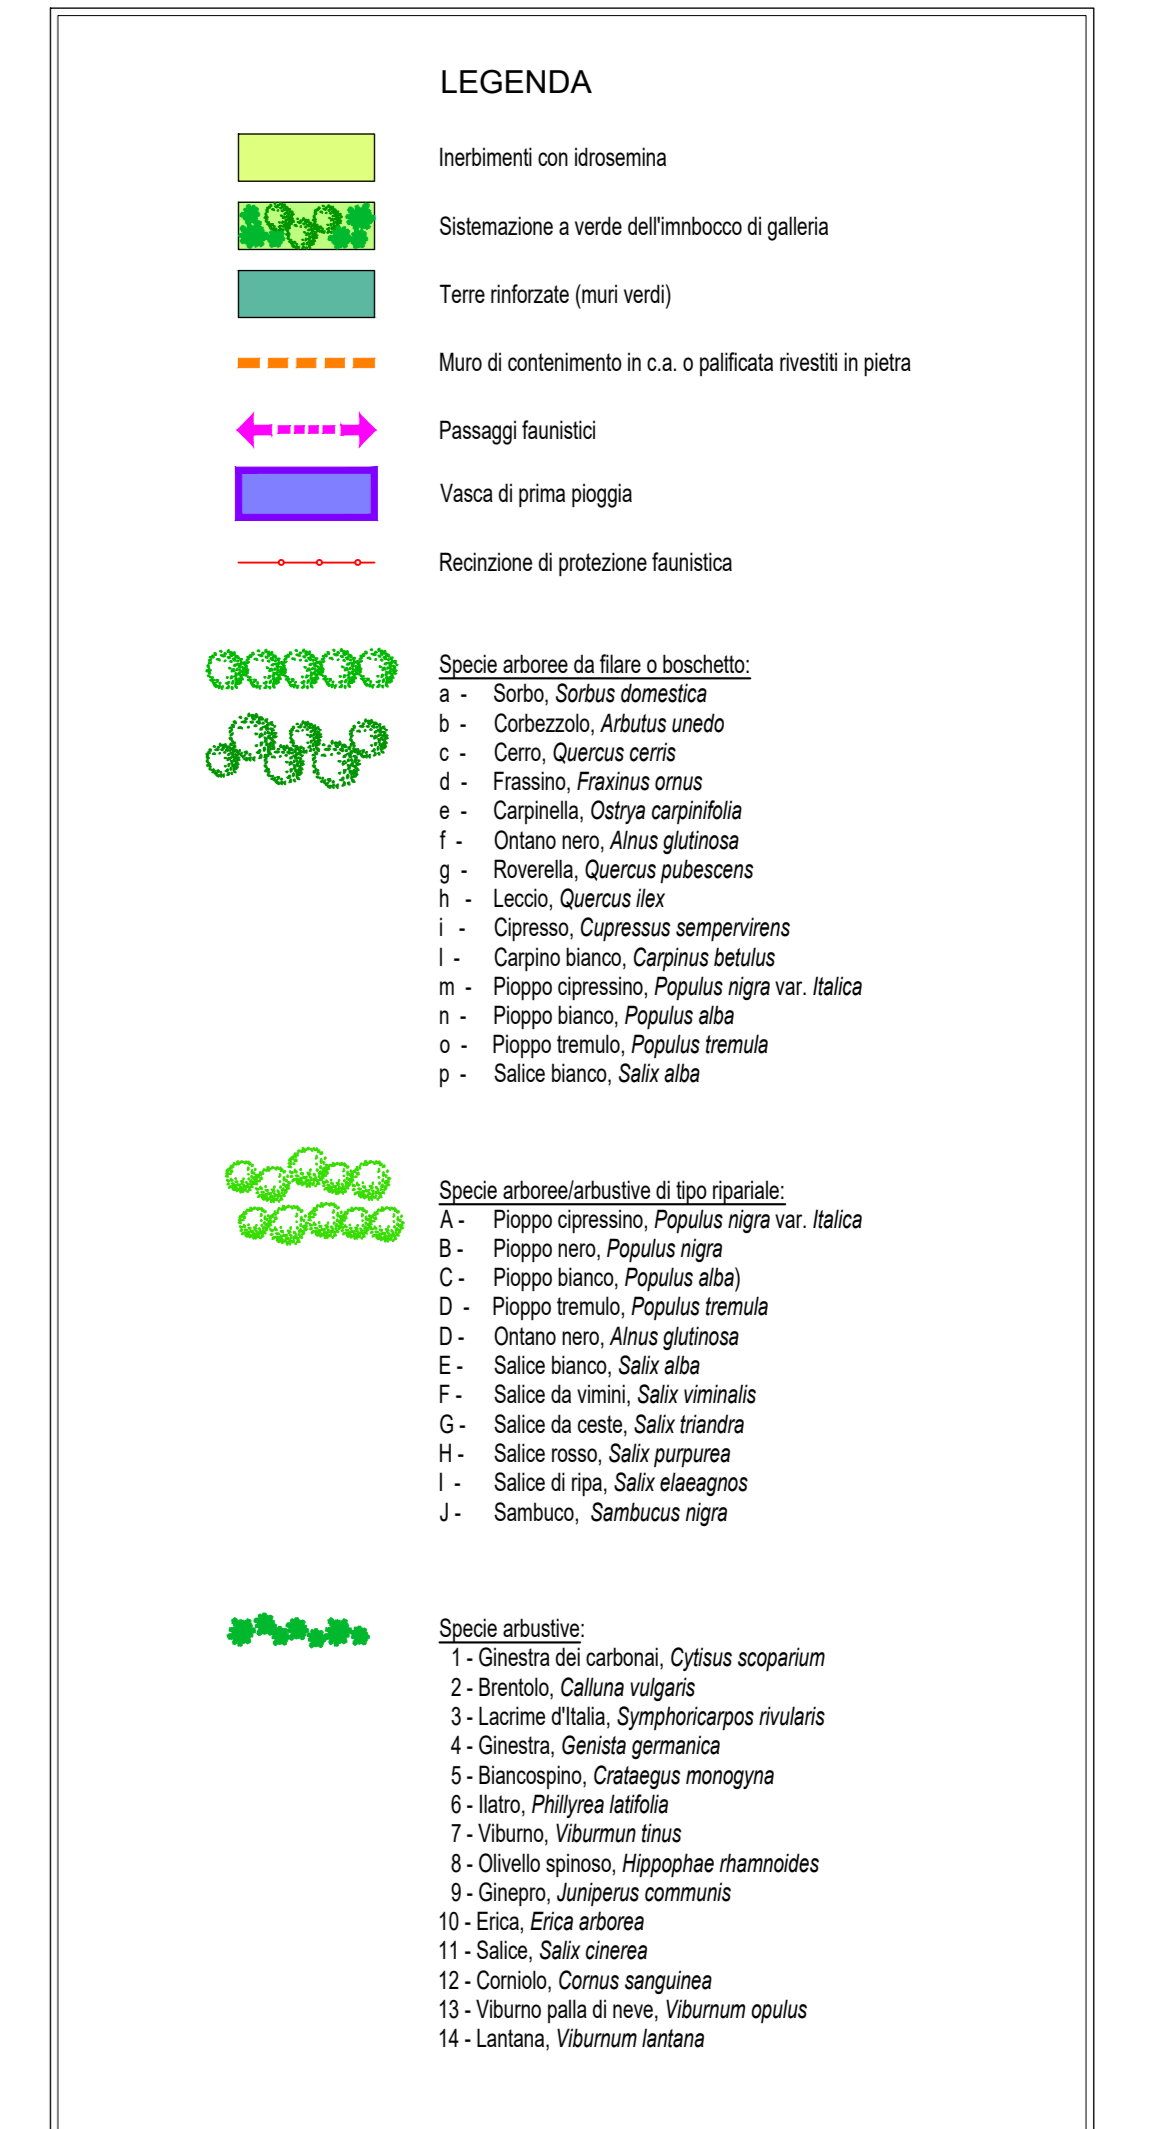 LEGENDA
Inerbimenti con idrosemina
Sistemazione a verde dell'imnbocco di galleria
Terre rinforzate (muri verdi)
Muro di contenimento in c.a. o palificata rivestiti in pietra
Passaggi faunistici
Vasca di prima pioggia
Recinzione di protezione faunistica
Specie arboree da filare o boschetto:
a - Sorbo, Sorbus domestica
b - Corbezzolo, Arbutus unedo
c - Cerro, Quercus cerris
d - Frassino, Fraxinus ornus
e - Carpinella, Ostrya carpinifolia
f - Ontano nero, Alnus glutinosa
g - Roverella, Quercus pubescens
h - Leccio, Quercus ilex
i - Cipresso, Cupressus sempervirens
l - Carpino bianco, Carpinus betulus
m - Pioppo cipressino, Populus nigra var. Italica
n - Pioppo bianco, Populus alba
o - Pioppo tremulo, Populus tremula
p - Salice bianco, Salix alba
Specie arboree/arbustive di tipo ripariale:
A - Pioppo cipressino, Populus nigra var. Italica
B - Pioppo nero, Populus nigra
C - Pioppo bianco, Populus alba)
D - Pioppo tremulo, Populus tremula
D - Ontano nero, Alnus glutinosa
E - Salice bianco, Salix alba
F - Salice da vimini, Salix viminalis
G - Salice da ceste, Salix triandra
H - Salice rosso, Salix purpurea
I - Salice di ripa, Salix elaeagnos
J - Sambuco, Sambucus nigra
Specie arbustive:
1 - Ginestra dei carbonai, Cytisus scoparium
2 - Brentolo, Calluna vulgaris
3 - Lacrime d'Italia, Symphoricarpos rivularis
4 - Ginestra, Genista germanica
5 - Biancospino, Crataegus monogyna
6 - Ilatro, Phillyrea latifolia
7 - Viburno, Viburmun tinus
8 - Olivello spinoso, Hippophae rhamnoides
9 - Ginepro, Juniperus communis
10 - Erica, Erica arborea
11 - Salice, Salix cinerea
12 - Corniolo, Cornus sanguinea
13 - Viburno palla di neve, Viburnum opulus
14 - Lantana, Viburnum lantana